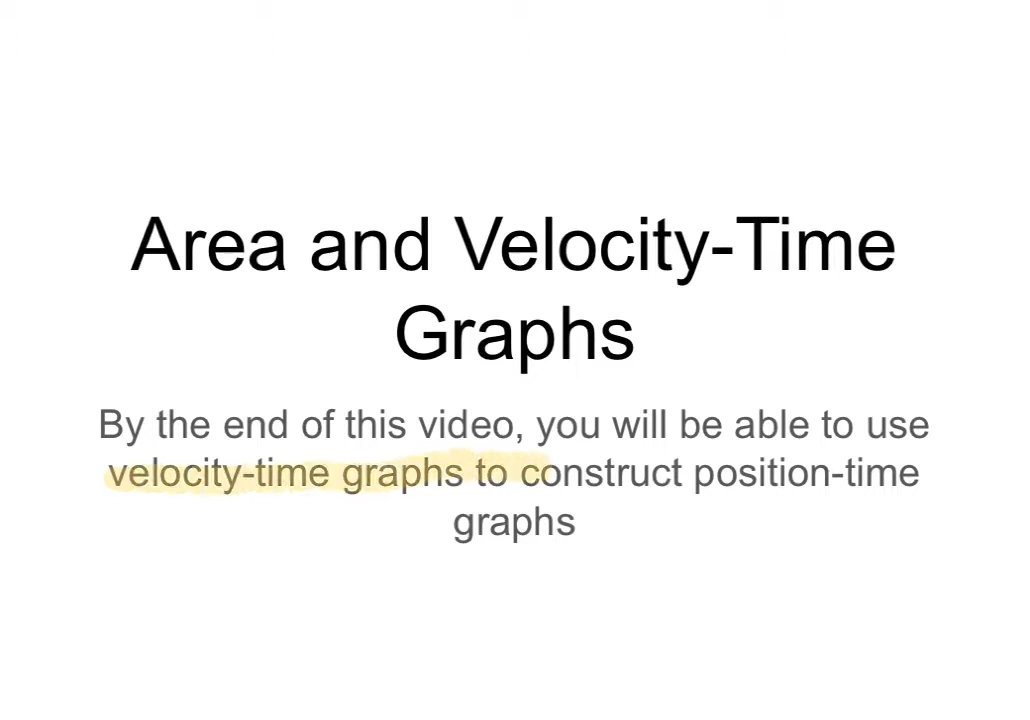 Area and Velocity-Time
Graphs
By the end of this video, you will be able to use
velocity-time graphs to construct position-time
graphs